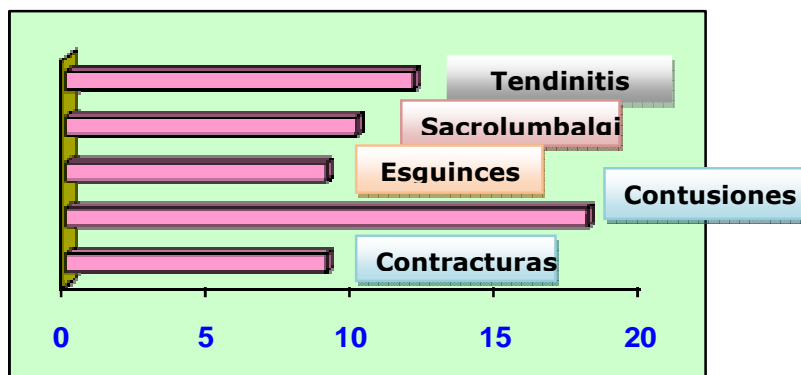 Tendinitis
Sacrolumbalgi
Esguinces
Contusiones
Contracturas
0 5 10 15 20